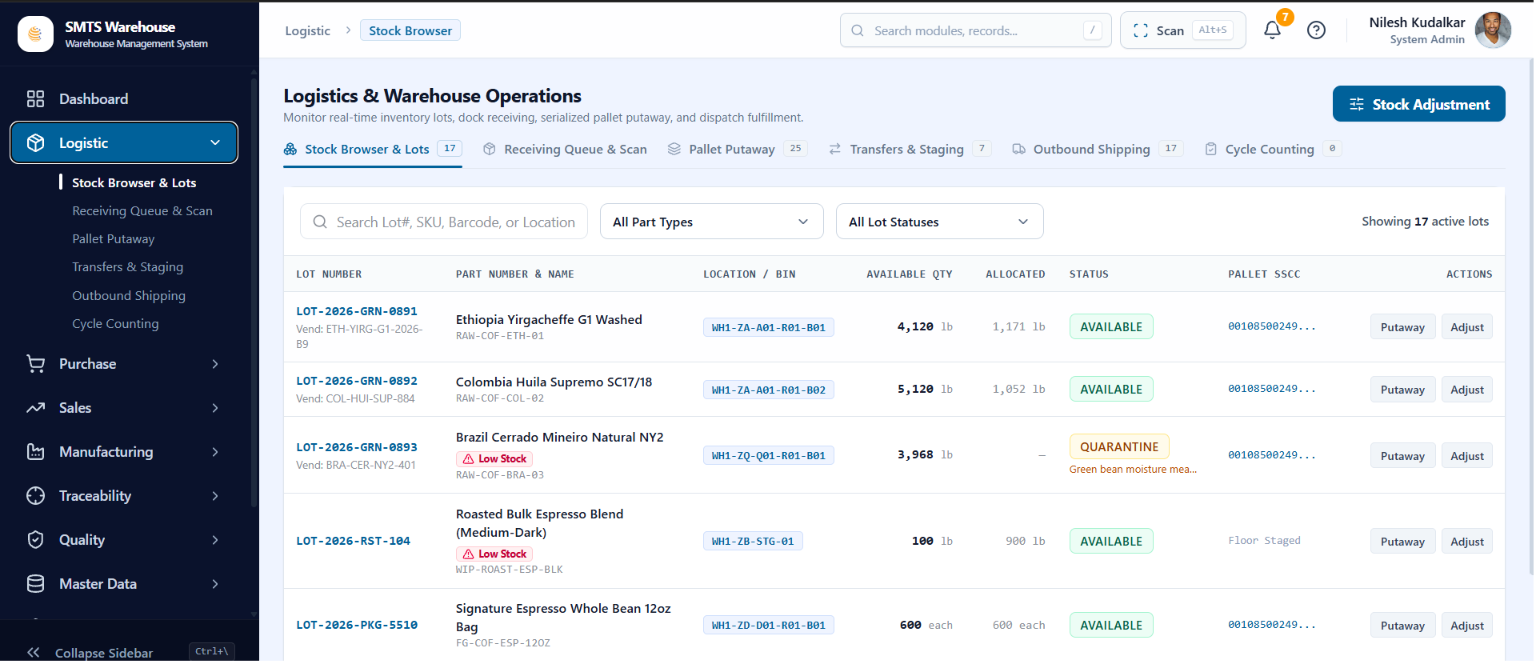 SMTS Warehouse
Warehouse Management System
Dashboard
Logistic
Stock Browser & Lots
Receiving Queue & Scan
Pallet Putaway
Transfers & Staging
Outbound Shipping
Cycle Counting
Purchase
Sales
Manufacturing
Traceability
Quality
Master Data
Collapse Sidebar Ctrl+\
Logistic > Stock Browser
Search modules, records... /
Scan Alt+S
7
Nilesh Kudalkar
System Admin
Logistics & Warehouse Operations
Monitor real-time inventory lots, dock receiving, serialized pallet putaway, and dispatch fulfillment.
Stock Adjustment
Stock Browser & Lots 17 Receiving Queue & Scan Pallet Putaway 25 Transfers & Staging 7 Outbound Shipping 17 Cycle Counting 0
Search Lot#, SKU, Barcode, or Location
All Part Types
All Lot Statuses
Showing 17 active lots
LOT NUMBER PART NUMBER & NAME LOCATION / BIN AVAILABLE QTY ALLOCATED STATUS PALLET SSCC ACTIONS
LOT-2026-GRN-0891
Vend: ETH-YIRG-G1-2026-
B9
Ethiopia Yirgacheffe G1 Washed
RAW-COF-ETH-01
WH1-ZA-A01-R01-B01 4,120 lb 1,171 lb AVAILABLE 00108500249... Putaway Adjust
LOT-2026-GRN-0892
Vend: COL-HUI-SUP-884
Colombia Huila Supremo SC17/18
RAW-COF-COL-02
WH1-ZA-A01-R01-B02 5,120 lb 1,052 lb AVAILABLE 00108500249... Putaway Adjust
LOT-2026-GRN-0893
Vend: BRA-CER-NY2-401
Brazil Cerrado Mineiro Natural NY2
Low Stock
RAW-COF-BRA-03
WH1-ZQ-Q01-R01-B01 3,968 lb — QUARANTINE
Green bean moisture mea...
00108500249... Putaway Adjust
LOT-2026-RST-104
Roasted Bulk Espresso Blend
(Medium-Dark)
Low Stock
WIP-ROAST-ESP-BLK
WH1-ZB-STG-01 100 lb 900 lb AVAILABLE Floor Staged Putaway Adjust
LOT-2026-PKG-5510
Signature Espresso Whole Bean 12oz
Bag
FG-COF-ESP-12OZ
WH1-ZD-D01-R01-B01 600 each 600 each AVAILABLE 00108500249... Putaway Adjust